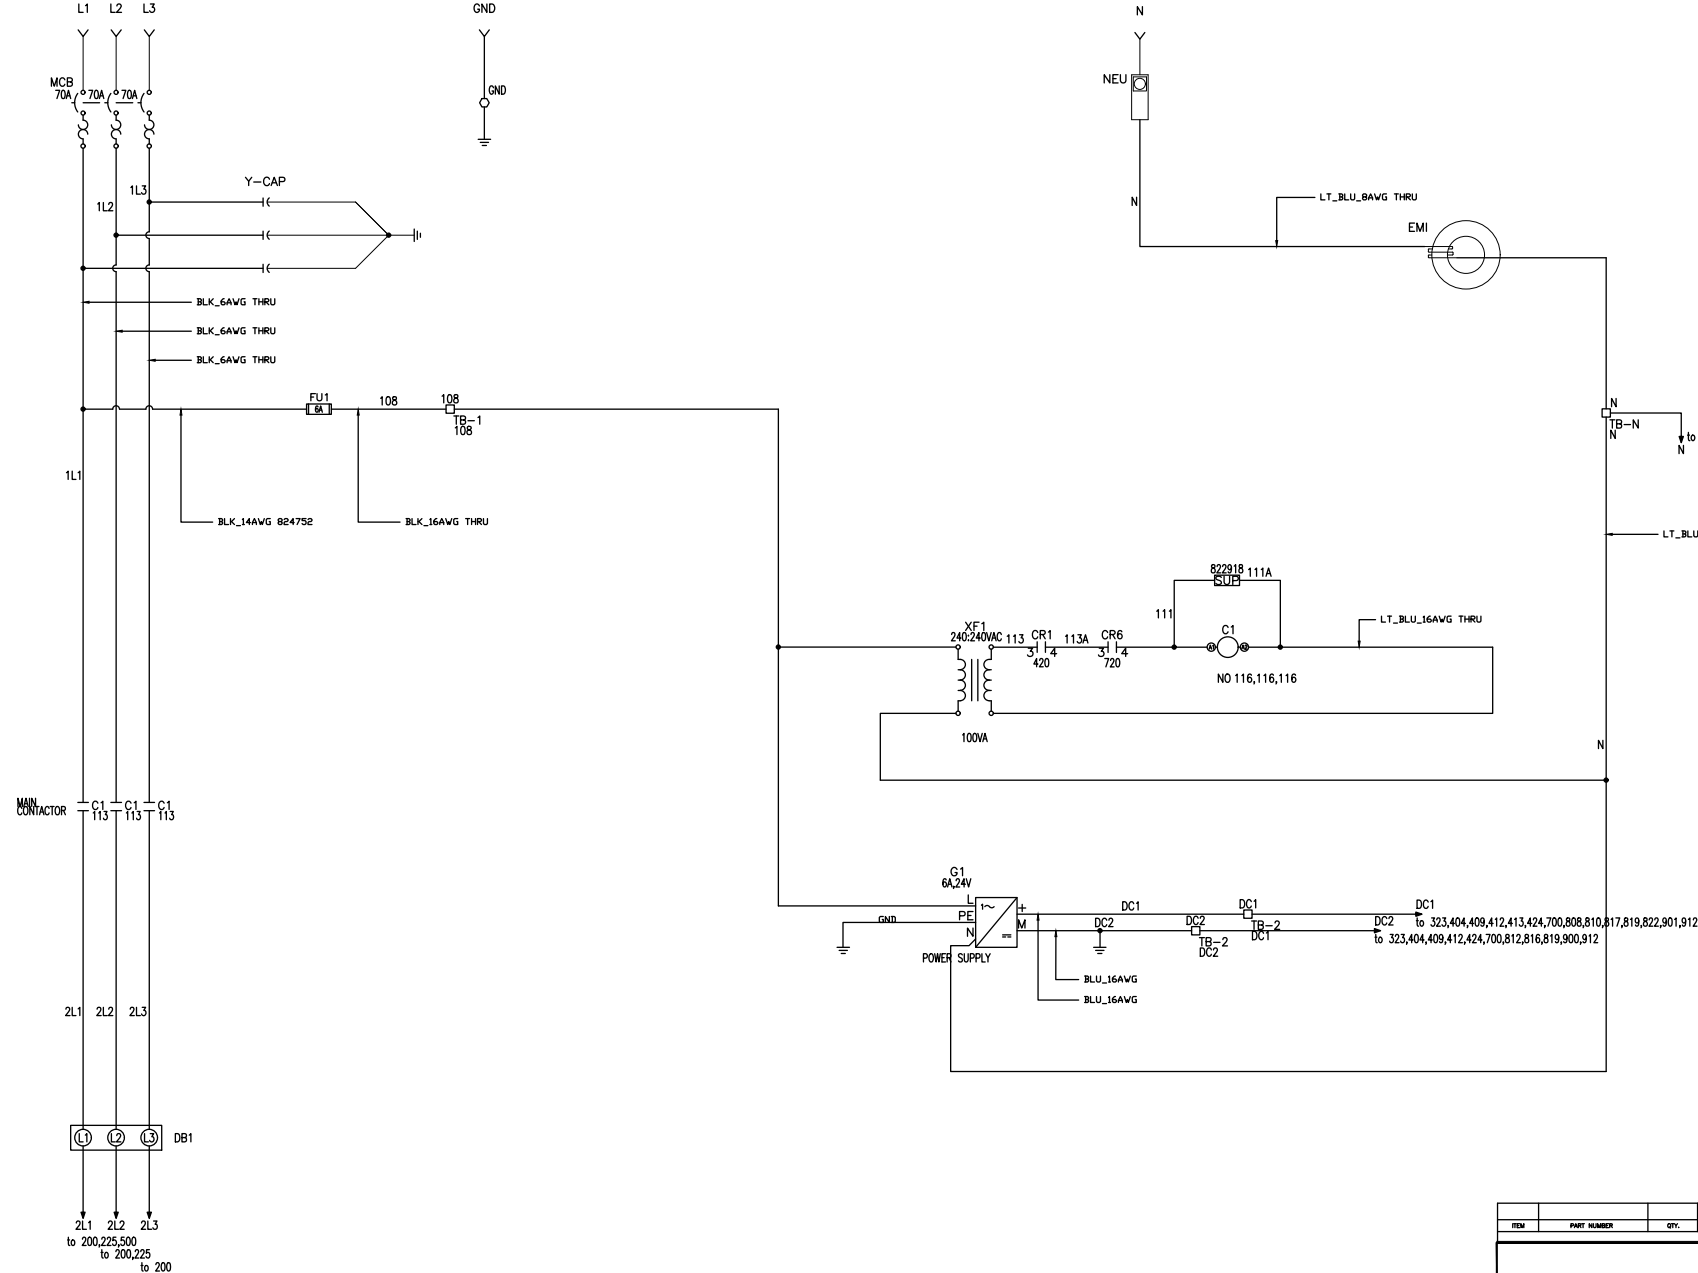 L1 L2 L3 GND N
MCB
70A 70A 70A
GND
NEU
Y-CAP
1L3
1L2
N
LT_BLU_8AWG THRU
EMI
BLK_6AWG THRU
BLK_6AWG THRU
BLK_6AWG THRU
FU1
6A
108
108
TB-1
108
N
TB-N
N
to
N
1L1
BLK_14AWG 824752
BLK_16AWG THRU
LT_BLU
822918
SUP
111A
111
XF1
240:240VAC
113
CR1
3 4
420
113A
CR6
3 4
720
C1
A1 A2
NO 116,116,116
LT_BLU_16AWG THRU
100VA
N
MAIN
CONTACTOR
C1
113
C1
113
C1
113
G1
6A,24V
L
PE
N
1~
+
M
GND
POWER SUPPLY
DC1
DC1
TB-2
DC1
DC1
to 323,404,409,412,413,424,700,808,810,817,819,822,901,912
DC2
DC2
TB-2
DC2
DC2
to 323,404,409,412,424,700,812,816,819,900,912
BLU_16AWG
BLU_16AWG
2L1 2L2 2L3
L1 L2 L3 DB1
2L1 2L2 2L3
to 200,225,500
to 200,225
to 200
ITEM PART NUMBER QTY.